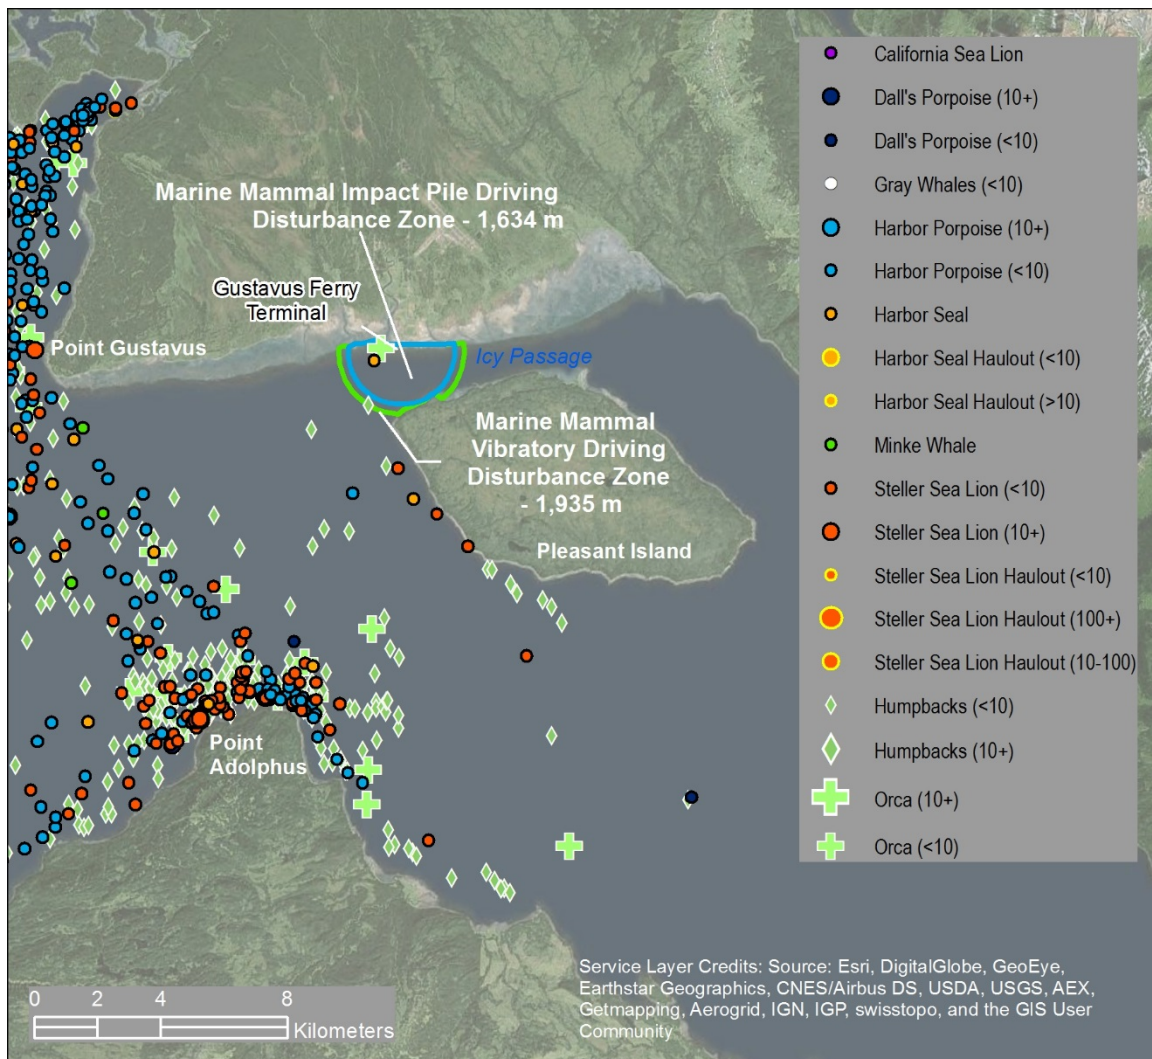 Marine Mammal Impact Pile Driving
Disturbance Zone - 1,634 m
Gustavus Ferry
Terminal
Point Gustavus
Icy Passage
Marine Mammal
Vibratory Driving
Disturbance Zone
- 1,935 m
Pleasant Island
Point
Adolphus
California Sea Lion
Dall's Porpoise (10+)
Dall's Porpoise (<10)
Gray Whales (<10)
Harbor Porpoise (10+)
Harbor Porpoise (<10)
Harbor Seal
Harbor Seal Haulout (<10)
Harbor Seal Haulout (>10)
Minke Whale
Steller Sea Lion (<10)
Steller Sea Lion (10+)
Steller Sea Lion Haulout (<10)
Steller Sea Lion Haulout (100+)
Steller Sea Lion Haulout (10-100)
Humpbacks (<10)
Humpbacks (10+)
Orca (10+)
Orca (<10)
0 2 4 8
Kilometers
Service Layer Credits: Source: Esri, DigitalGlobe, GeoEye,
Earthstar Geographics, CNES/Airbus DS, USDA, USGS, AEX,
Getmapping, Aerogrid, IGN, IGP, swisstopo, and the GIS User
Community